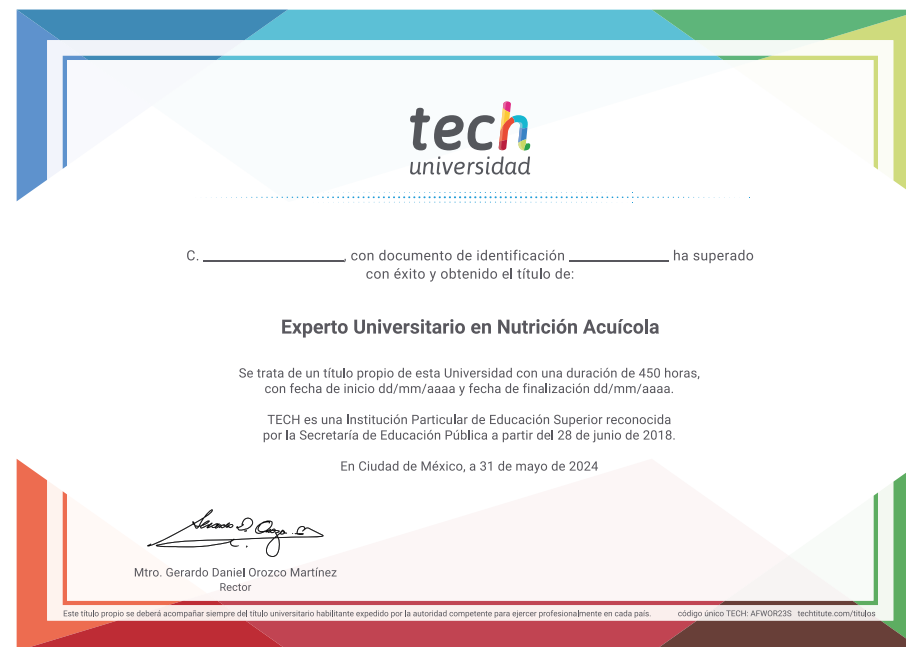 tech
universidad
C. ____________, con documento de identificación ____________ ha superado
con éxito y obtenido el título de:
Experto Universitario en Nutrición Acuícola
Se trata de un título propio de esta Universidad con una duración de 450 horas,
con fecha de inicio dd/mm/aaaa y fecha de finalización dd/mm/aaaa.
TECH es una Institución Particular de Educación Superior reconocida
por la Secretaría de Educación Pública a partir del 28 de junio de 2018.
En Ciudad de México, a 31 de mayo de 2024
Mtro. Gerardo Daniel Orozco Martínez
Rector
Este título propio se deberá acompañar siempre del título universitario habilitante expedido por la autoridad competente para ejercer profesionalmente en cada país. código único TECH: AFWOR23S techtitute.com/titulos